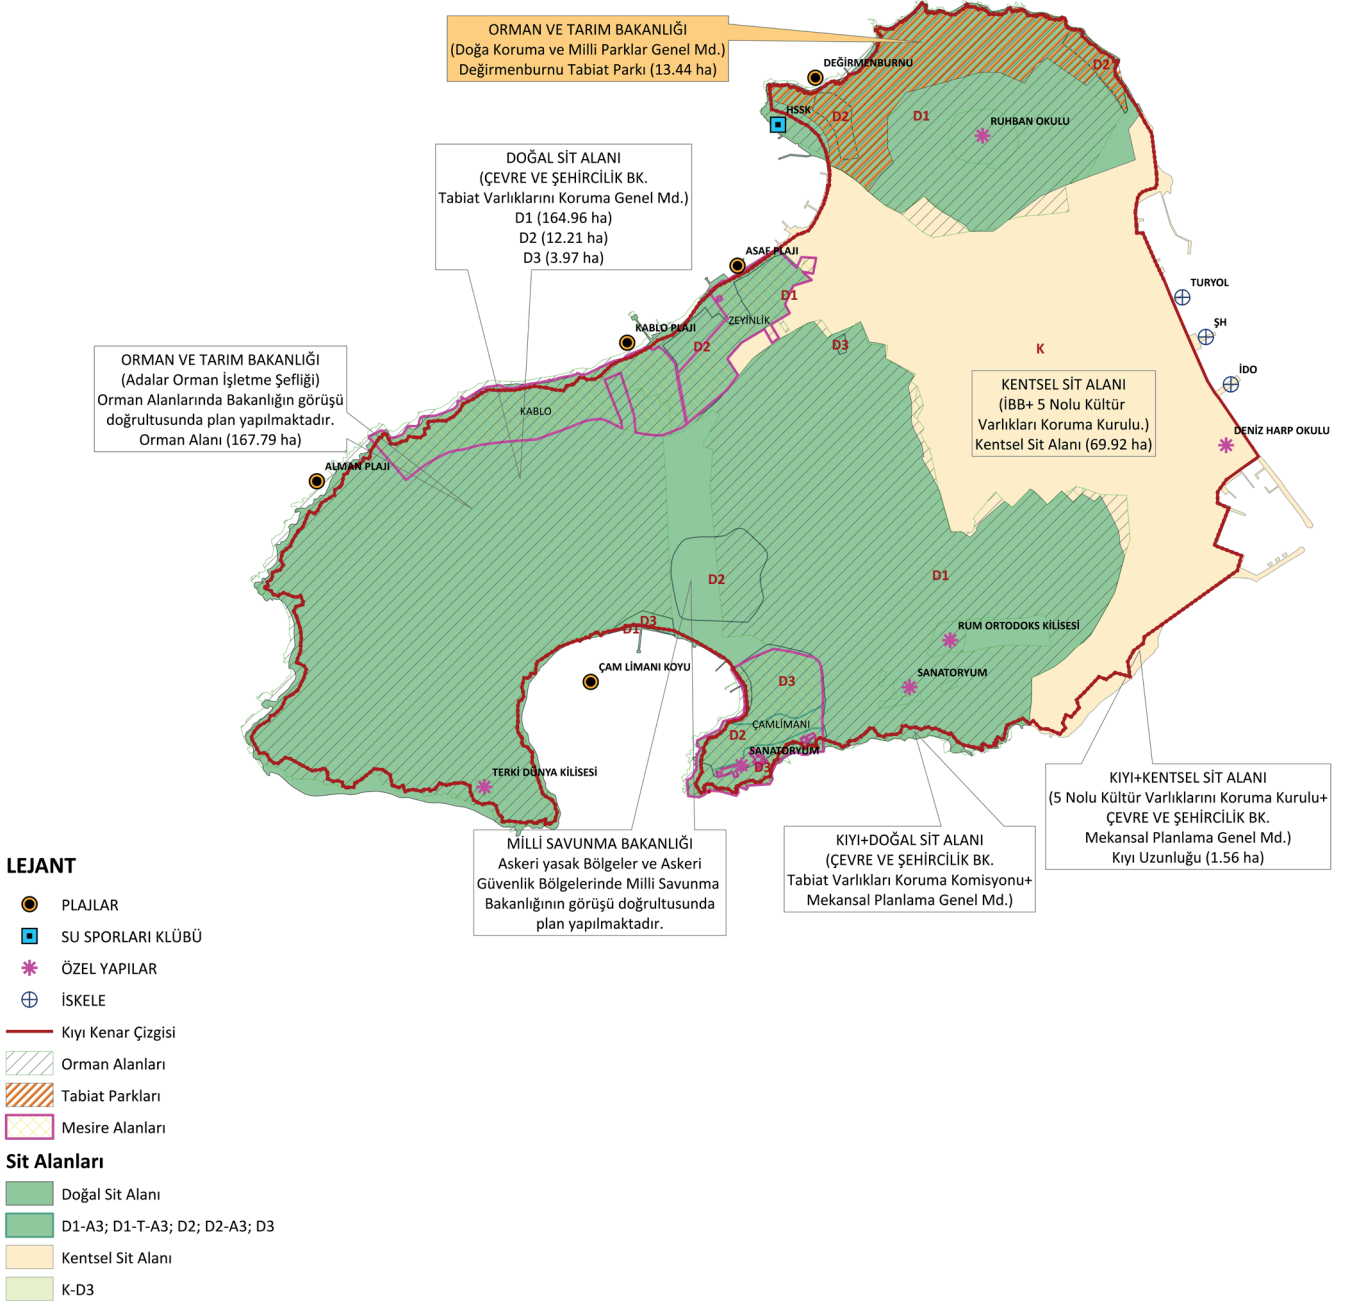 ORMAN VE TARIM BAKANLIĞI
(Doğa Koruma ve Milli Parklar Genel Md.)
Değirmenburnu Tabiat Parkı (13.44 ha)
DEĞİRMENBURNU
D2
HSSK
D2
D1
RUHBAN OKULU
DOĞAL SİT ALANI
(ÇEVRE VE ŞEHİRCİLİK BK.
Tabiat Varlıklarını Koruma Genel Md.)
D1 (164.96 ha)
D2 (12.21 ha)
D3 (3.97 ha)
ASAF PLAJI
TURYOL
D1
ZEYİNLİK
ŞH
KABLO PLAJI
D2
D3
K
İDO
ORMAN VE TARIM BAKANLIĞI
(Adalar Orman İşletme Şefliği)
Orman Alanlarında Bakanlığın görüşü
doğrultusunda plan yapılmaktadır.
Orman Alanı (167.79 ha)
KENTSEL SİT ALANI
(İBB+ 5 Nolu Kültür
Varlıkları Koruma Kurulu.)
Kentsel Sit Alanı (69.92 ha)
KABLO
DENİZ HARP OKULU
ALMAN PLAJI
D2
D1
D3
D1
RUM ORTODOKS KİLİSESİ
ÇAM LİMANI KOYU
SANATORYUM
D3
ÇAMLİMANI
D2
SANATORYUM
D3
TERKİ DÜNYA KİLİSESİ
KIYI+KENTSEL SİT ALANI
(5 Nolu Kültür Varlıklarını Koruma Kurulu+
ÇEVRE VE ŞEHİRCİLİK BK.
Mekansal Planlama Genel Md.)
Kıyı Uzunluğu (1.56 ha)
MİLLİ SAVUNMA BAKANLIĞI
Askeri yasak Bölgeler ve Askeri
Güvenlik Bölgelerinde Milli Savunma
Bakanlığının görüşü doğrultusunda
plan yapılmaktadır.
KIYI+DOĞAL SİT ALANI
(ÇEVRE VE ŞEHİRCİLİK BK.
Tabiat Varlıkları Koruma Komisyonu+
Mekansal Planlama Genel Md.)
LEJANT
PLAJLAR
SU SPORLARI KLÜBÜ
ÖZEL YAPILAR
İSKELE
Kıyı Kenar Çizgisi
Orman Alanları
Tabiat Parkları
Mesire Alanları
Sit Alanları
Doğal Sit Alanı
D1-A3; D1-T-A3; D2; D2-A3; D3
Kentsel Sit Alanı
K-D3